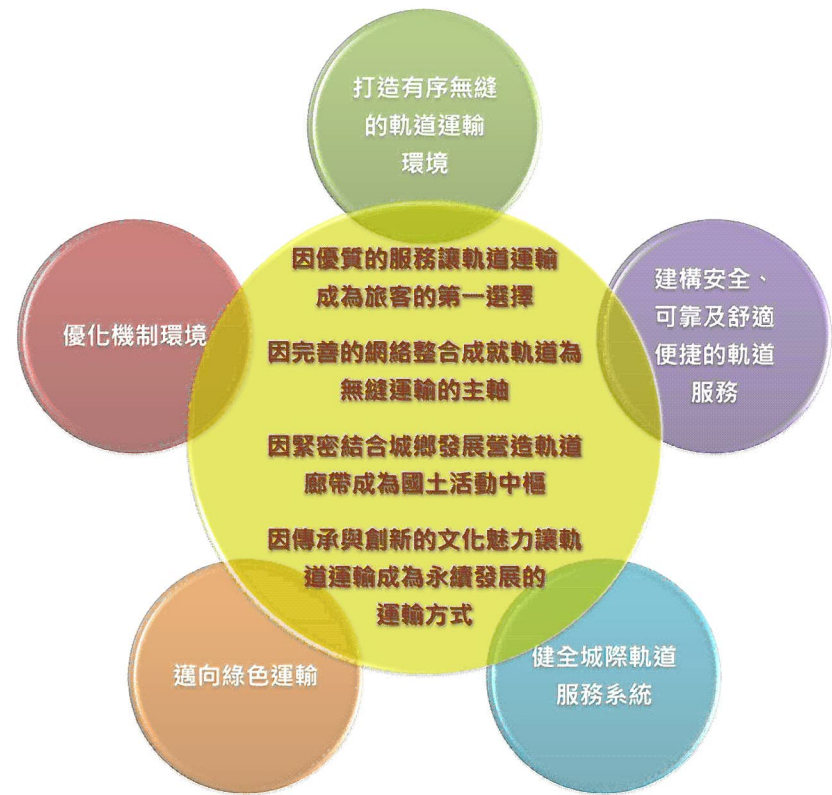 打造有序無縫
的軌道運輸
環境
因優質的服務讓軌道運輸
成為旅客的第一選擇
因完善的網絡整合成就軌道為
無縫運輸的主軸
因緊密結合城鄉發展營造軌道
廊帶成為國土活動中樞
因傳承與創新的文化魅力讓軌
道運輸成為永續發展的
運輸方式
建構安全、
可靠及舒適
便捷的軌道
服務
健全城際軌道
服務系統
邁向綠色運輸
優化機制環境